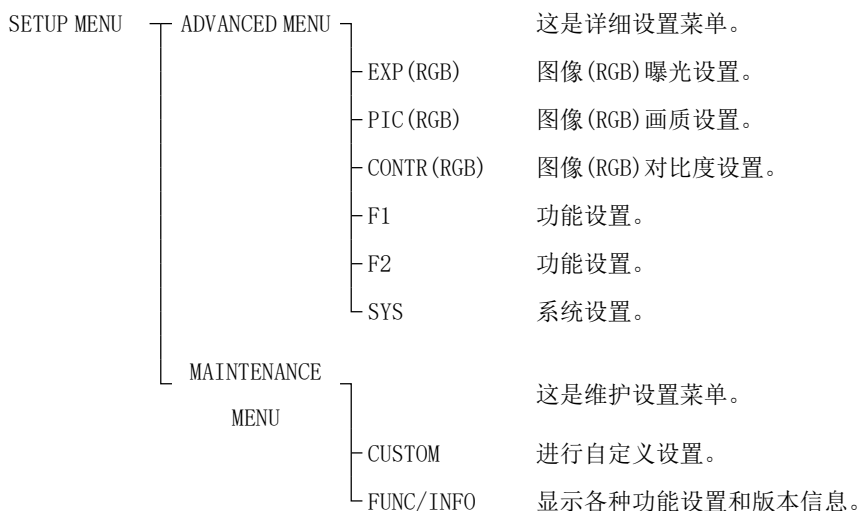 SETUP MENU ADVANCED MENU 这是详细设置菜单。
EXP(RGB) 图像(RGB)曝光设置。
PIC(RGB) 图像(RGB)画质设置。
CONTR(RGB) 图像(RGB)对比度设置。
F1 功能设置。
F2 功能设置。
SYS 系统设置。
MAINTENANCE
MENU 这是维护设置菜单。
CUSTOM 进行自定义设置。
FUNC/INFO 显示各种功能设置和版本信息。